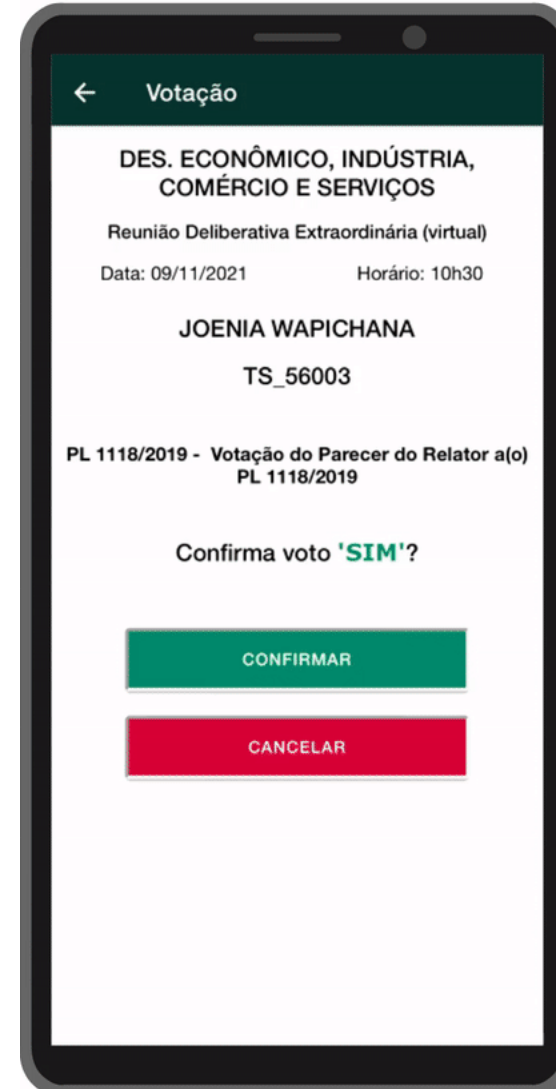 Votação
DES. ECONÔMICO, INDÚSTRIA,
COMÉRCIO E SERVIÇOS
Reunião Deliberativa Extraordinária (virtual)
Data: 09/11/2021 Horário: 10h30
JOENIA WAPICHANA
TS_56003
PL 1118/2019 - Votação do Parecer do Relator a(o)
PL 1118/2019
Confirma voto 'SIM'?
CONFIRMAR
CANCELAR